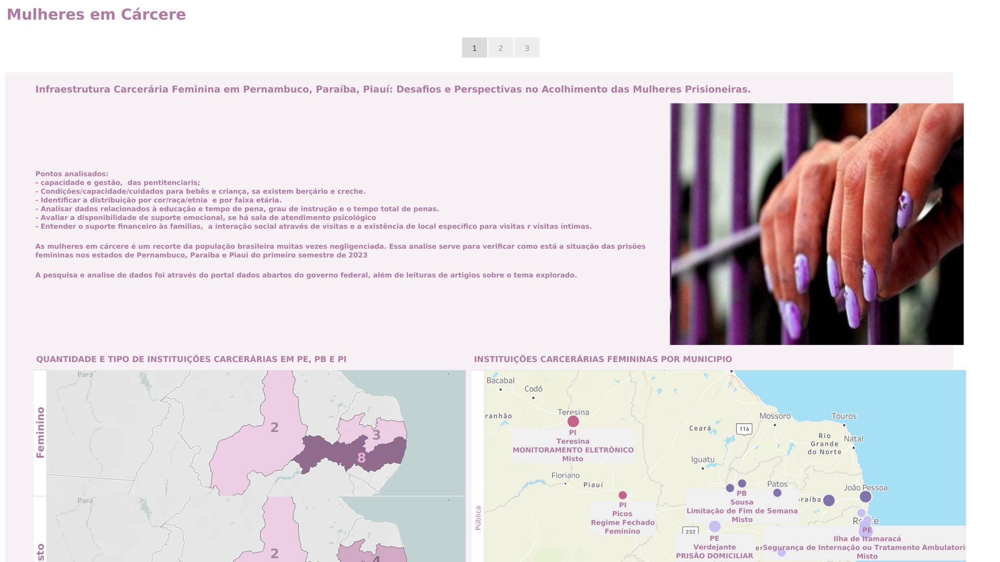 Mulheres em Cárcere
1
2
3
Infraestrutura Carcerária Feminina em Pernambuco, Paraíba, Piauí: Desafios e Perspectivas no Acolhimento das Mulheres Prisioneiras.
Pontos analisados:
- capacidade e gestão,  das pentitenciaris;
- Condições/capacidade/cuidados para bebês e criança, sa existem berçário e creche.
- Identificar a distribuição por cor/raça/etnia  e por faixa etária.
- Analisar dados relacionados à educação e tempo de pena, grau de instrução e o tempo total de penas.
- Avaliar a disponibilidade de suporte emocional, se há sala de atendimento psicológico
- Entender o suporte financeiro às famílias,  a interação social através de visitas e a existência de local específico para visitas r visitas íntimas.
As mulheres em cárcere é um recorte da população brasileira muitas vezes negligenciada. Essa analise serve para verificar como está a situação das prisões
femininas nos estados de Pernambuco, Paraiba e Piaui do primeiro semestre de 2023
A pesquisa e analise de dados foi através do portal dados abartos do governo federal, além de leituras de artigios sobre o tema explorado.
QUANTIDADE E TIPO DE INSTITUIÇÕES CARCERÁRIAS EM PE, PB E PI
Feminino
Pará
2
3
8
sto
Pará
2
4
INSTITUIÇÕES CARCERÁRIAS FEMININAS POR MUNICIPIO
Pública
Bacabal
Codó
ranhão
Teresina
PI
Teresina
MONITORAMENTO ELETRÔNICO
Misto
Ceará
116
Mossoró
Touros
Rio
Grande
do Norte
Natal
Iguatu
Floriano
Piauí
Patos
João Pessoa
raíba
PI
Picos
Regime Fechado
Feminino
PB
Sousa
Limitação de Fim de Semana
Misto
232
PE
Verdejante
PRISÃO DOMICILIAR
er
PE
Ilha de Itamaracá
Segurança de Internação ou Tratamento Ambulatori
Misto